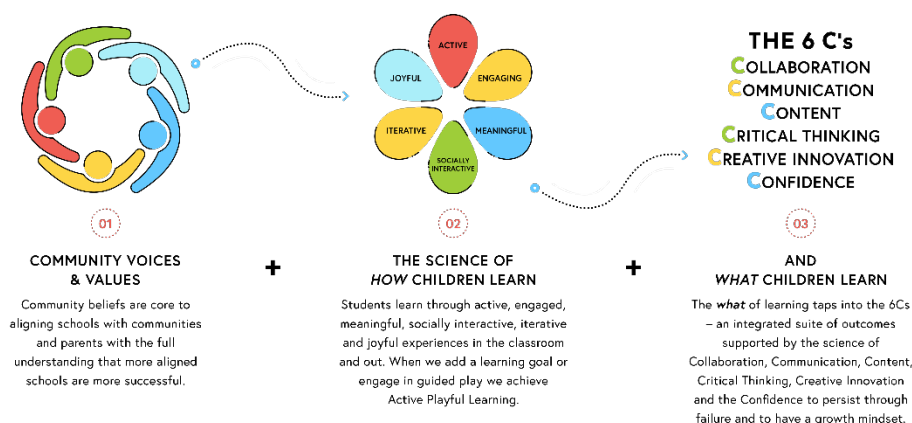 ACTIVE
JOYFUL
ENGAGING
ITERATIVE
MEANINGFUL
SOCIALLY
INTERACTIVE
THE 6 C's
COLLABORATION
COMMUNICATION
CONTENT
CRITICAL THINKING
CREATIVE INNOVATION
CONFIDENCE
01
COMMUNITY VOICES
& VALUES
Community beliefs are core to
aligning schools with communities
and parents with the full
understanding that more aligned
schools are more successful.
+
02
THE SCIENCE OF
HOW CHILDREN LEARN
Students learn through active, engaged,
meaningful, socially interactive, iterative
and joyful experiences in the classroom
and out. When we add a learning goal or
engage in guided play we achieve
Active Playful Learning.
+
03
AND
WHAT CHILDREN LEARN
The what of learning taps into the 6Cs
– an integrated suite of outcomes
supported by the science of
Collaboration, Communication, Content,
Critical Thinking, Creative Innovation
and the Confidence to persist through
failure and to have a growth mindset.